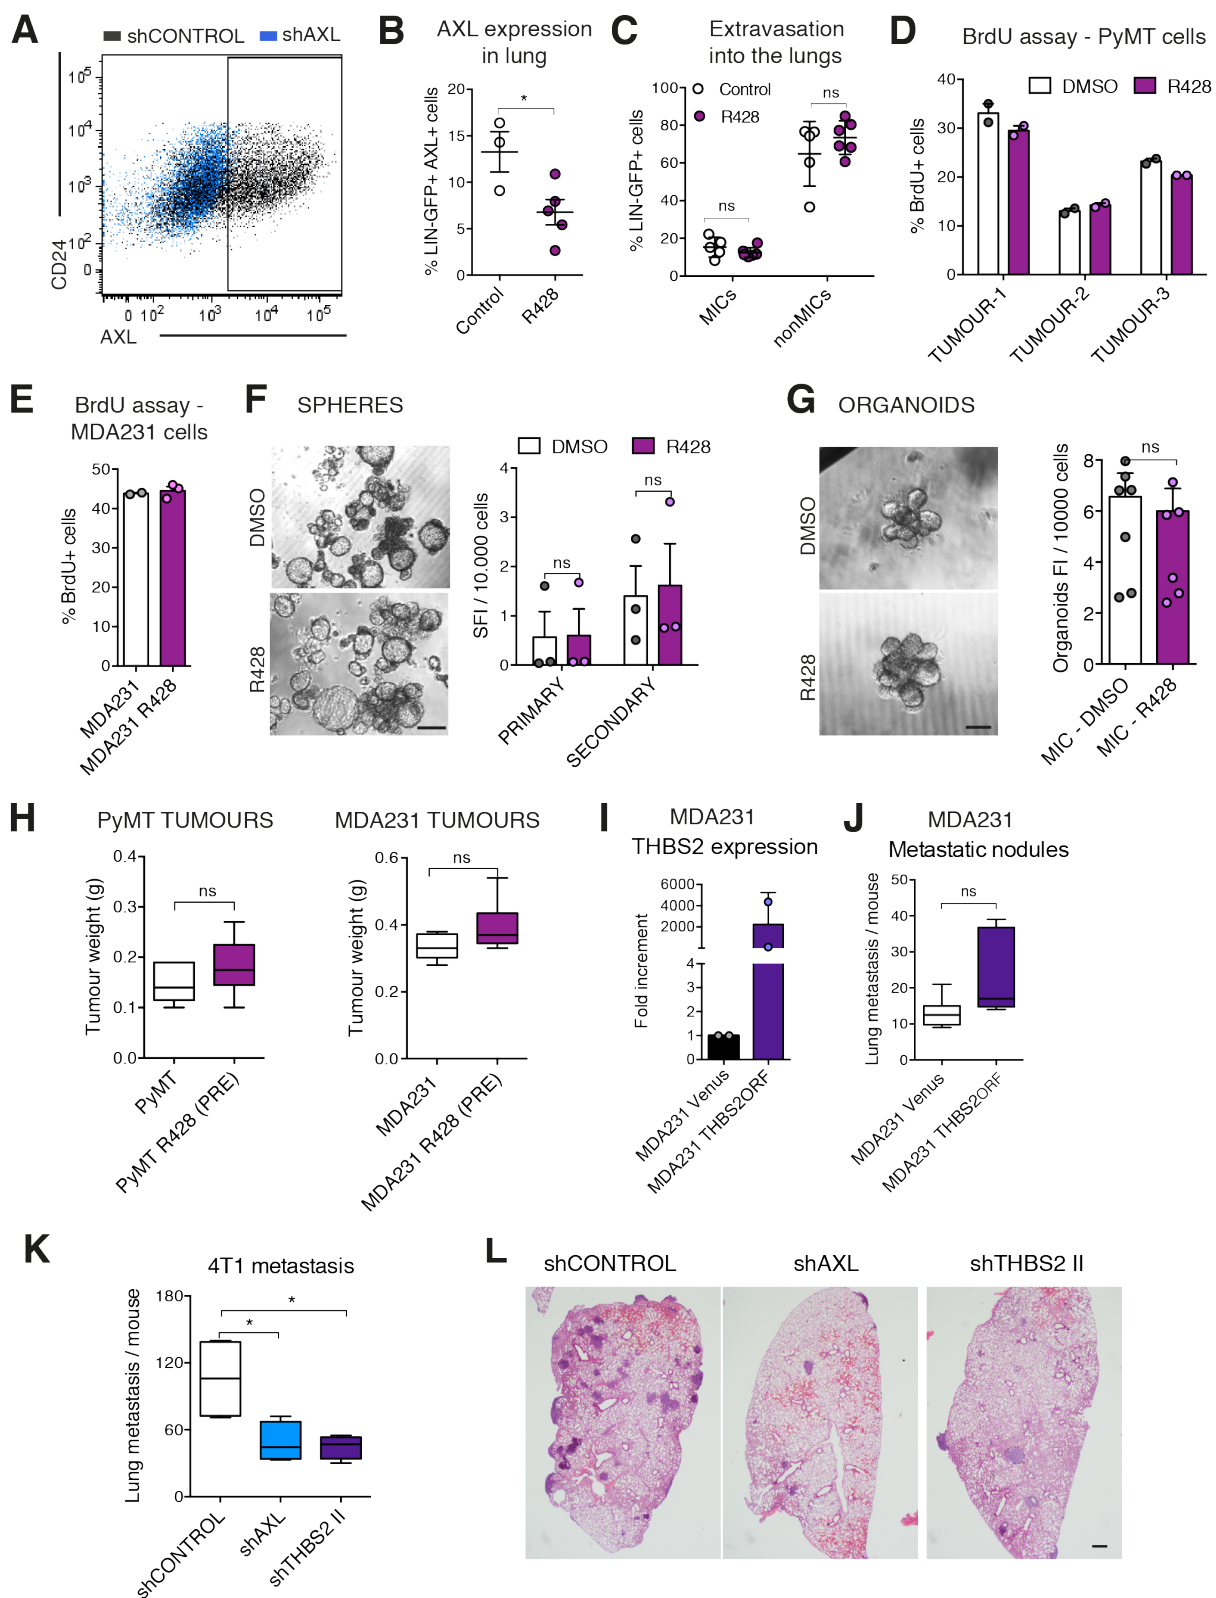 A
shCONTROL shAXL
CD24
10^5
10^4
10^3
10^2
0
0 10^2 10^3 10^4 10^5
AXL
B
AXL expression
in lung
% LIN-GFP+ AXL+ cells
20
15
10
5
0
*
Control
R428
C
Extravasation
into the lungs
% LIN-GFP+ cells
100
80
60
40
20
0
Control
R428
ns
ns
MICs
nonMICs
D
BrdU assay - PyMT cells
DMSO R428
% BrdU+ cells
40
30
20
10
0
TUMOUR-1
TUMOUR-2
TUMOUR-3
E
BrdU assay -
MDA231 cells
% BrdU+ cells
50
40
30
20
10
0
MDA231
MDA231 R428
F
SPHERES
DMSO
R428
DMSO R428
SFI / 10.000 cells
4
3
2
1
0
ns
ns
PRIMARY
SECONDARY
G
ORGANOIDS
DMSO
R428
Organoids FI / 10000 cells
8
6
4
2
0
ns
MIC - DMSO
MIC - R428
H
PyMT TUMOURS
Tumour weight (g)
0.4
0.3
0.2
0.1
0.0
ns
PyMT
PyMT R428 (PRE)
MDA231 TUMOURS
Tumour weight (g)
0.6
0.4
0.2
0.0
ns
MDA231
MDA231 R428 (PRE)
I
MDA231
THBS2 expression
Fold increment
6000
4000
2000
4
3
2
1
0
MDA231 Venus
MDA231 THBS2ORF
J
MDA231
Metastatic nodules
Lung metastasis / mouse
50
40
30
20
10
0
ns
MDA231 Venus
MDA231 THBS2ORF
K
4T1 metastasis
Lung metastasis / mouse
180
120
60
0
*
*
shCONTROL
shAXL
shTHBS2 II
L
shCONTROL
shAXL
shTHBS2 II